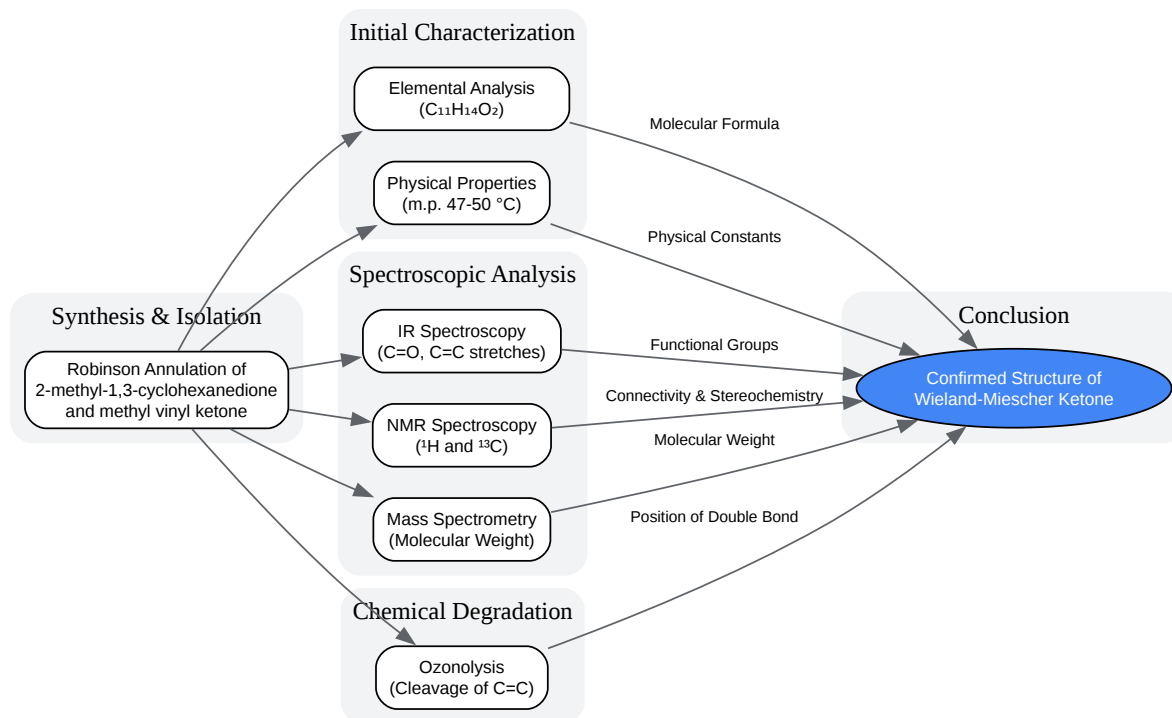 Initial Characterization
Elemental Analysis
(C₁₁H₁₄O₂)
Molecular Formula
Physical Properties
(m.p. 47-50 °C)
Physical Constants
Spectroscopic Analysis
Synthesis & Isolation
Conclusion
IR Spectroscopy
(C=O, C=C stretches)
Functional Groups
Robinson Annulation of
2-methyl-1,3-cyclohexanedione
and methyl vinyl ketone
Confirmed Structure of
Wieland-Miescher Ketone
Connectivity & Stereochemistry
NMR Spectroscopy
(¹H and ¹³C)
Molecular Weight
Mass Spectrometry
(Molecular Weight)
Position of Double Bond
Chemical Degradation
Ozonolysis
(Cleavage of C=C)